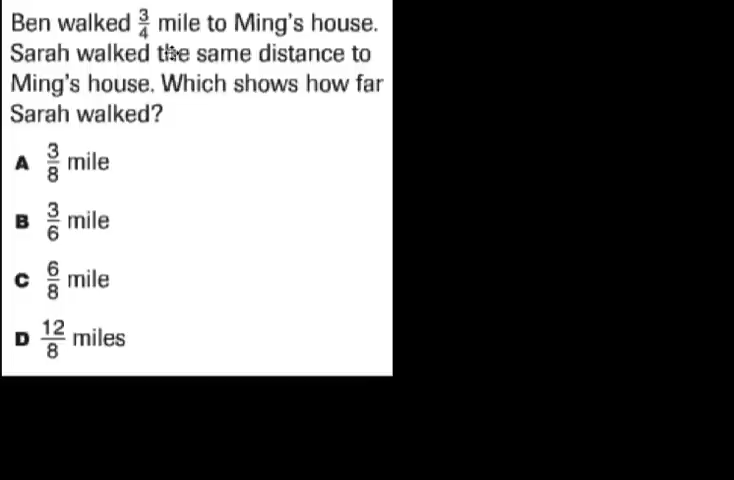 Ben walked 3/4 mile to Ming's house.
Sarah walked the same distance to
Ming's house. Which shows how far
Sarah walked?
A 3/8 mile
B 3/6 mile
C 6/8 mile
D 12/8 miles